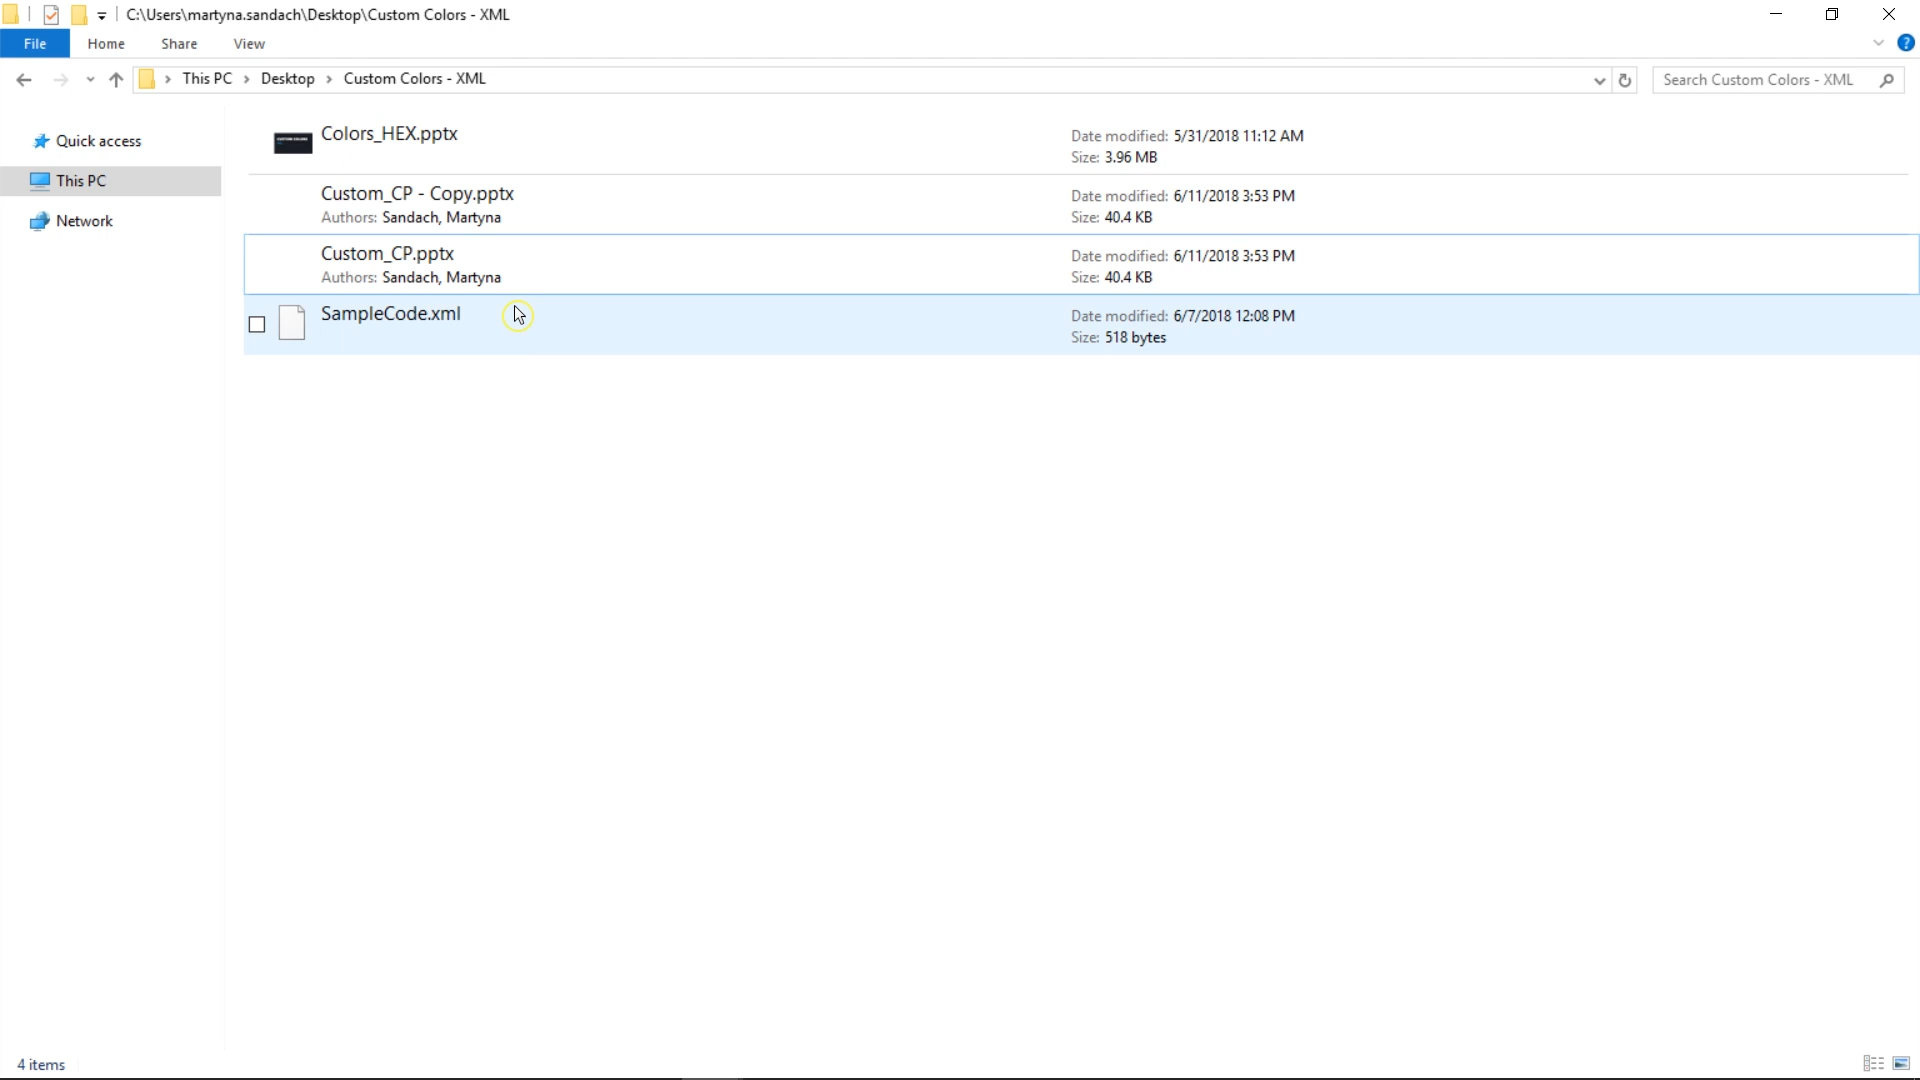 C:\Users\martyna.sandach\Desktop\Custom Colors - XML
File Home Share View ?
This PC > Desktop > Custom Colors - XML
Search Custom Colors - XML
Quick access
This PC
Network
Colors_HEX.pptx
Date modified: 5/31/2018 11:12 AM
Size: 3.96 MB
Custom_CP - Copy.pptx
Authors: Sandach, Martyna
Date modified: 6/11/2018 3:53 PM
Size: 40.4 KB
Custom_CP.pptx
Authors: Sandach, Martyna
Date modified: 6/11/2018 3:53 PM
Size: 40.4 KB
SampleCode.xml
Date modified: 6/7/2018 12:08 PM
Size: 518 bytes
4 items